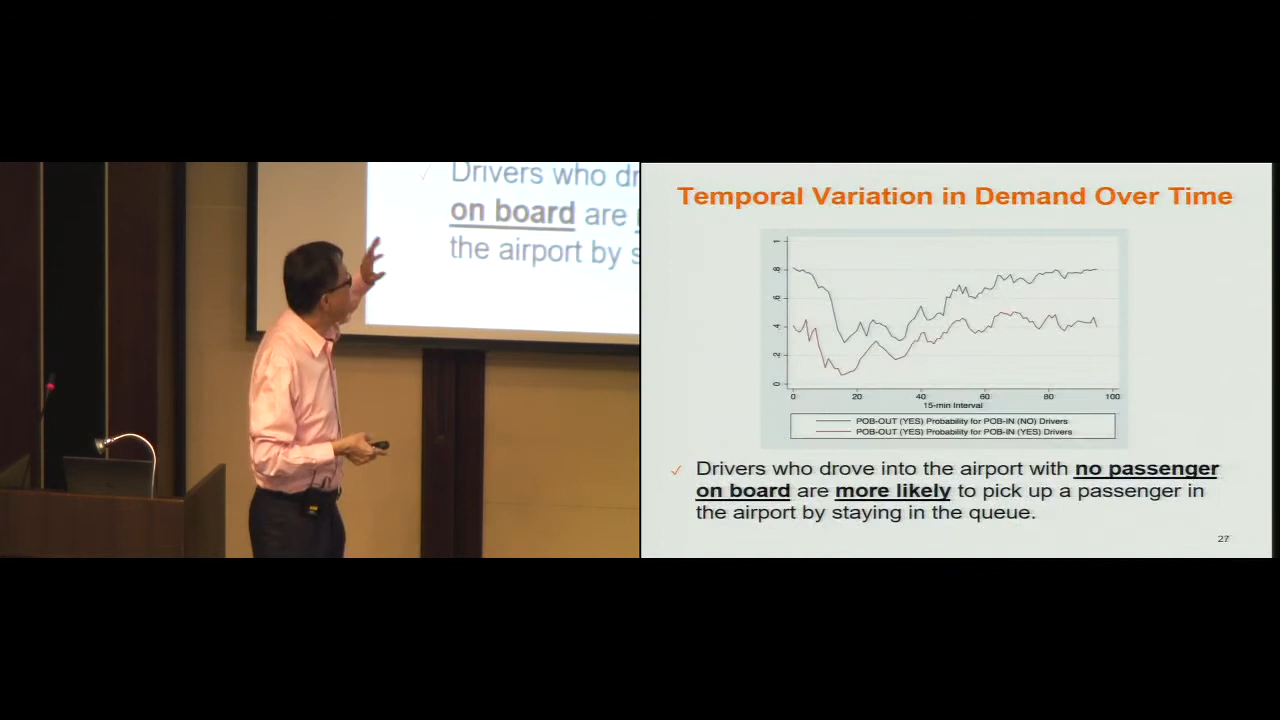 Drivers who dr
on board are
the airport by s
Temporal Variation in Demand Over Time
1
.8
.6
.4
.2
0
0 20 40 60 80 100
15-min Interval
POB-OUT (YES) Probability for POB-IN (NO) Drivers
POB-OUT (YES) Probability for POB-IN (YES) Drivers
✓ Drivers who drove into the airport with no passenger
on board are more likely to pick up a passenger in
the airport by staying in the queue.
27